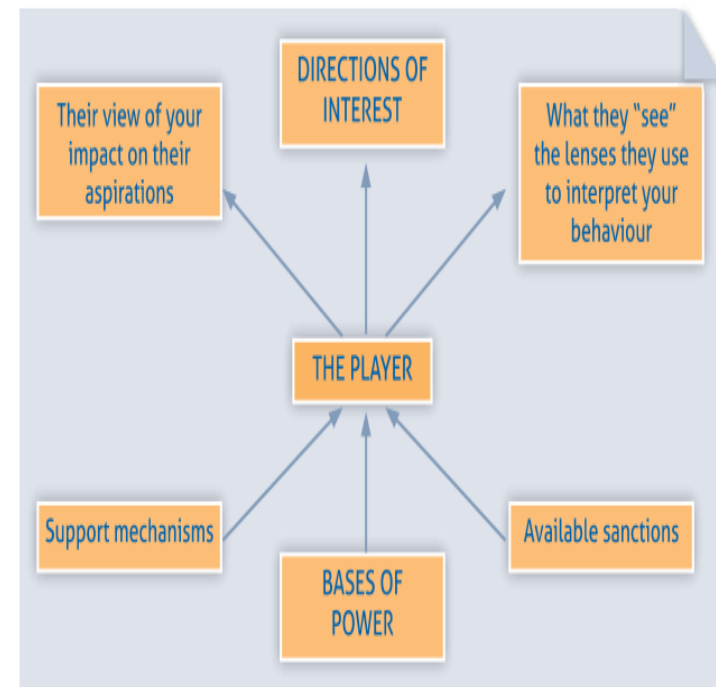 DIRECTIONS OF
INTEREST
Their view of your
impact on their
aspirations
What they "see"
the lenses they use
to interpret your
behaviour
THE PLAYER
Support mechanisms
BASES OF
POWER
Available sanctions